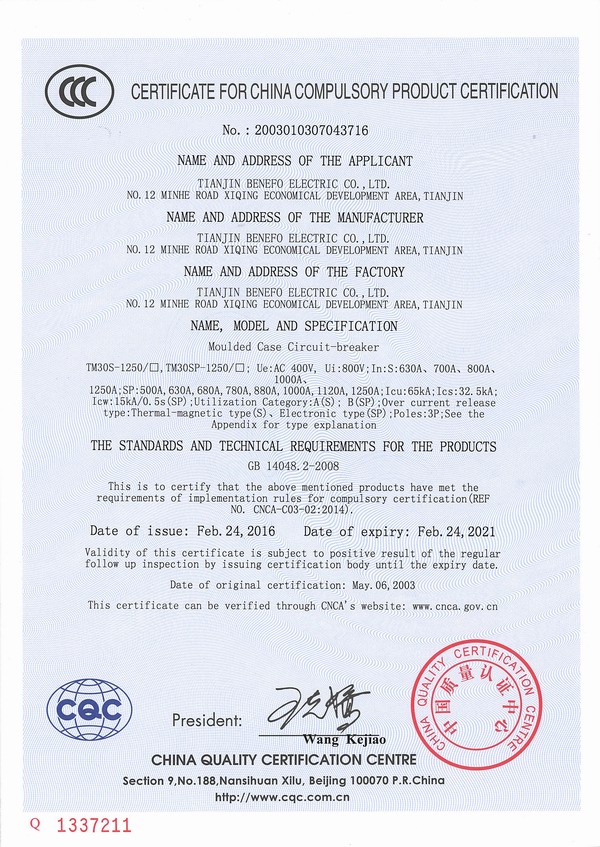 CCC
CERTIFICATE FOR CHINA COMPULSORY PRODUCT CERTIFICATION
No.: 2003010307043716
NAME AND ADDRESS OF THE APPLICANT
TIANJIN BENEFO ELECTRIC CO.,LTD.
NO.12 MINHE ROAD XIQING ECONOMICAL DEVELOPMENT AREA,TIANJIN
NAME AND ADDRESS OF THE MANUFACTURER
TIANJIN BENEFO ELECTRIC CO.,LTD.
NO.12 MINHE ROAD XIQING ECONOMICAL DEVELOPMENT AREA,TIANJIN
NAME AND ADDRESS OF THE FACTORY
TIANJIN BENEFO ELECTRIC CO.,LTD.
NO.12 MINHE ROAD XIQING ECONOMICAL DEVELOPMENT AREA,TIANJIN
NAME, MODEL AND SPECIFICATION
Moulded Case Circuit-breaker
TM30S-1250/□,TM30SP-1250/□; Ue:AC 400V, Ui:800V;In:S:630A、700A、800A、
1000A、
1250A;SP:500A,630A,680A,780A,880A,1000A,1120A,1250A;Icu:65kA;Ics:32.5kA;
Icw:15kA/0.5s(SP);Utilization Category:A(S); B(SP);Over current release
type:Thermal-magnetic type(S)、Electronic type(SP);Poles:3P;See the
Appendix for type explanation
THE STANDARDS AND TECHNICAL REQUIREMENTS FOR THE PRODUCTS
GB 14048.2-2008
This is to certify that the above mentioned products have met the
requirements of implementation rules for compulsory certification(REF
NO. CNCA-C03-02:2014).
Date of issue: Feb.24,2016 Date of expiry: Feb.24,2021
Validity of this certificate is subject to positive result of the regular
follow up inspection by issuing certification body until the expiry date.
Date of original certification: May.06,2003
This certificate can be verified through CNCA's website: www.cnca.gov.cn
CQC
President:
王克娇
Wang Kejiao
CHINA QUALITY CERTIFICATION CENTRE
中国质量认证中心
CHINA QUALITY CERTIFICATION CENTRE
Section 9,No.188,Nansihuan Xilu, Beijing 100070 P.R.China
http://www.cqc.com.cn
Q 1337211